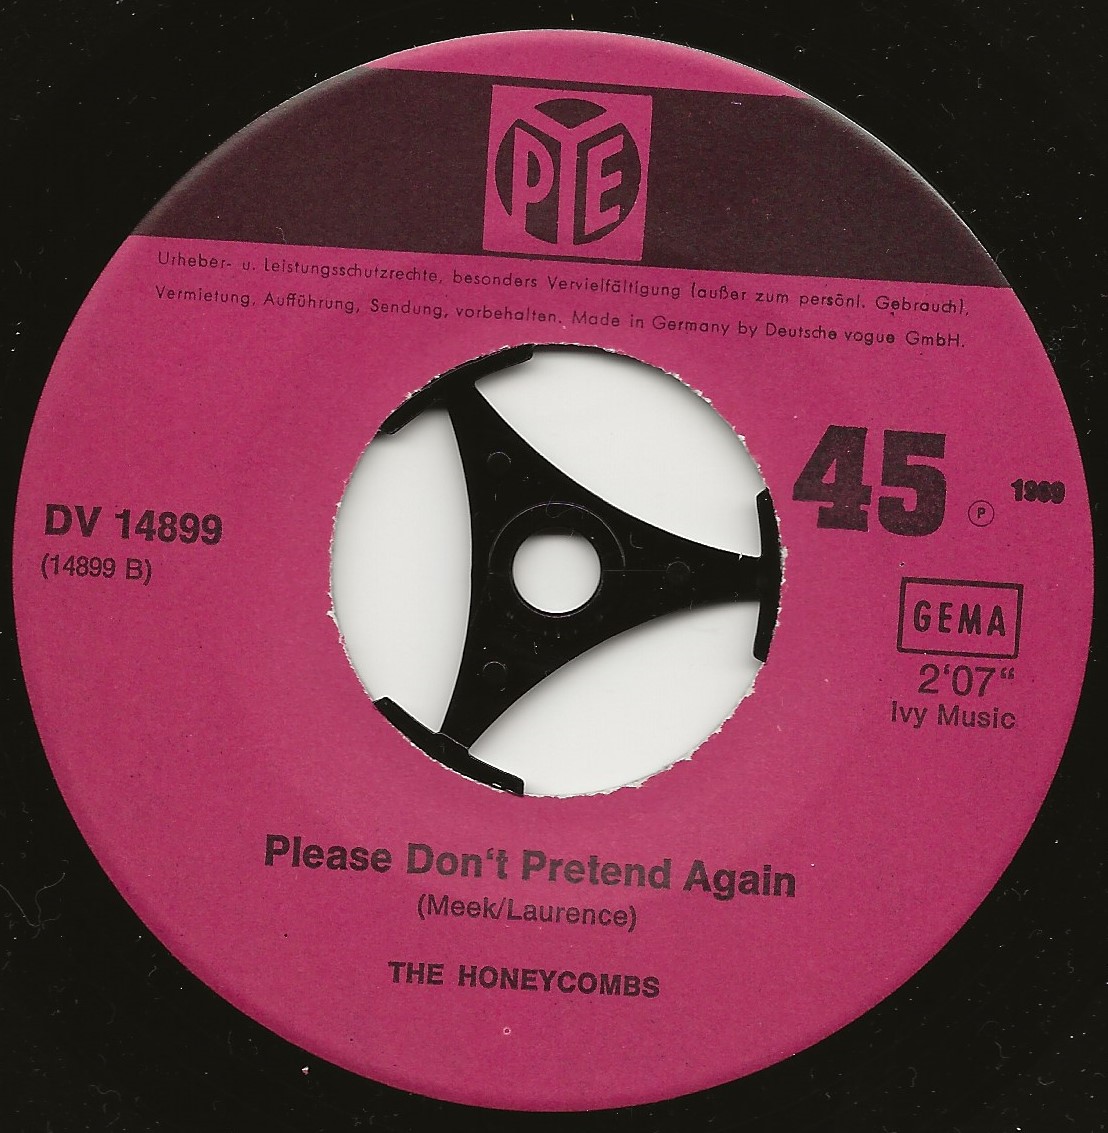 PYE
Urheber- u. Leistungsschutzrechte, besonders Vervielfältigung (außer zum persönl. Gebrauch),
Vermietung, Aufführung, Sendung, vorbehalten. Made in Germany by Deutsche vogue GmbH.
45
℗
DV 14899
(14899 B)
GEMA
2'07“
Ivy Music
Please Don‘t Pretend Again
(Meek/Laurence)
THE HONEYCOMBS